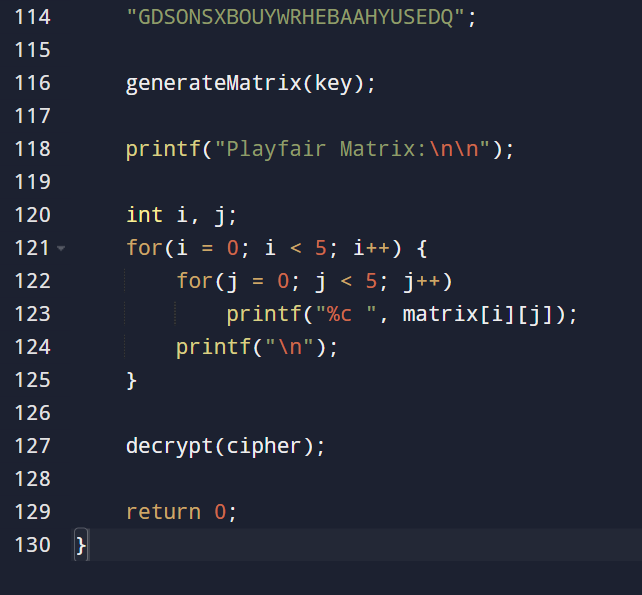 114 "GDSONSXBOUYWRHEBAAHYUSEDQ";
115
116 generateMatrix(key);
117
118 printf("Playfair Matrix:\n\n");
119
120 int i, j;
121 for(i = 0; i < 5; i++) {
122 for(j = 0; j < 5; j++)
123 printf("%c ", matrix[i][j]);
124 printf("\n");
125 }
126
127 decrypt(cipher);
128
129 return 0;
130 }